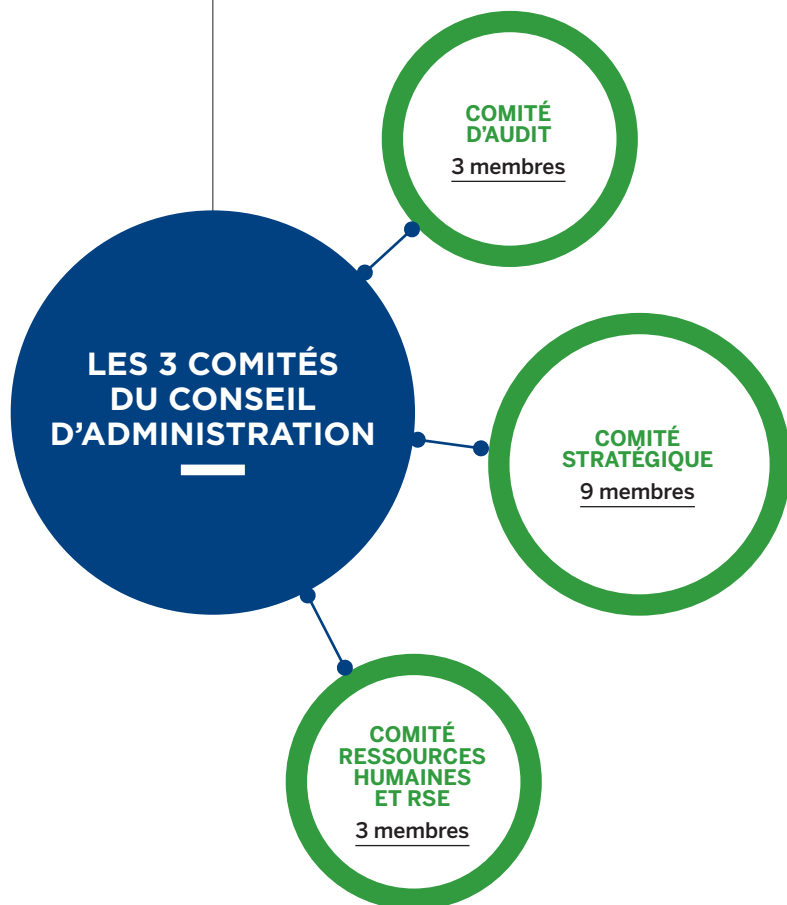 COMITÉ
D'AUDIT
3 membres
LES 3 COMITÉS
DU CONSEIL
D’ADMINISTRATION
COMITÉ
STRATÉGIQUE
9 membres
COMITÉ
RESSOURCES
HUMAINES
ET RSE
3 membres